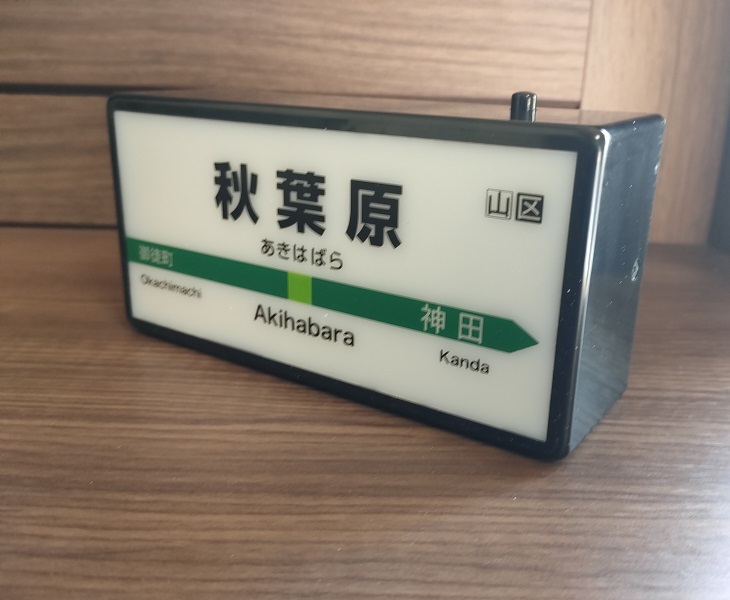 秋葉原
山区
あきはばら
御徒町
神田
Okachimachi
Akihabara
Kanda